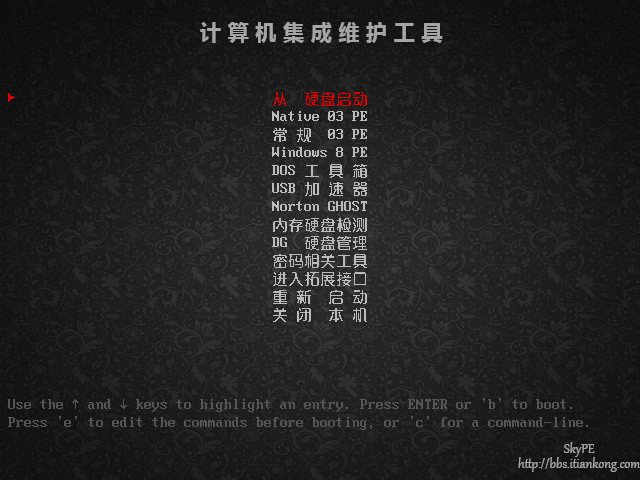 计算机集成维护工具
从 硬盘启动
Native 03 PE
常 规 03 PE
Windows 8 PE
DOS 工 具 箱
USB 加 速 器
Norton GHOST
内存硬盘检测
DG 硬盘管理
密码相关工具
进入拓展接口
重 新 启 动
关 闭 本 机
Use the ↑ and ↓ keys to highlight an entry. Press ENTER or 'b' to boot.
Press 'e' to edit the commands before booting, or 'c' for a command-line.
SkyPE
http://bbs.itiankong.com